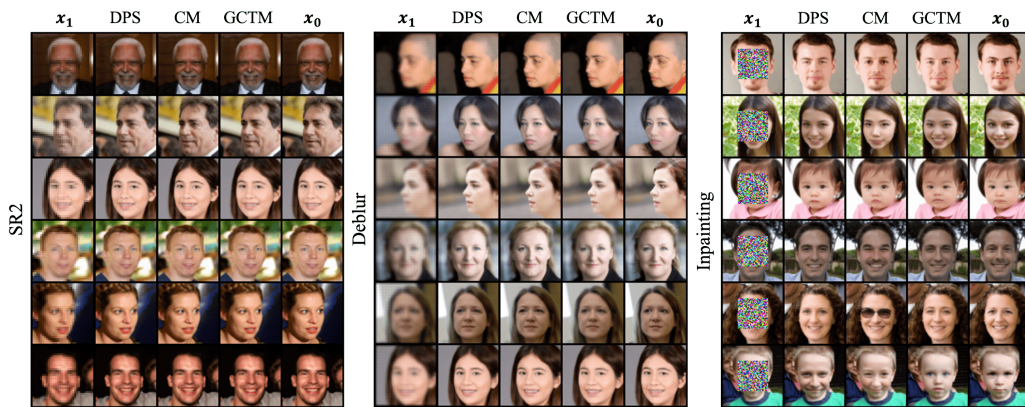 𝒙₁ DPS CM GCTM 𝒙₀ 𝒙₁ DPS CM GCTM 𝒙₀ 𝒙₁ DPS CM GCTM 𝒙₀
SR2
Deblur
Inpainting